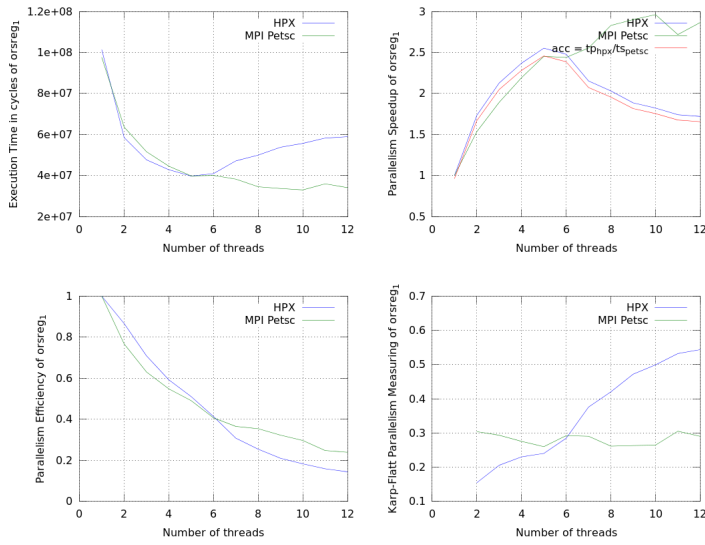 Execution Time in cycles of orsreg₁
1.2e+08
1e+08
8e+07
6e+07
4e+07
2e+07
HPX
MPI Petsc
0 2 4 6 8 10 12
Number of threads
Parallelism Speedup of orsreg₁
3
2.5
2
1.5
1
0.5
HPX
MPI Petsc
acc = tp_hpx/ts_petsc
0 2 4 6 8 10 12
Number of threads
Parallelism Efficiency of orsreg₁
1
0.8
0.6
0.4
0.2
0
HPX
MPI Petsc
0 2 4 6 8 10 12
Number of threads
Karp-Flatt Parallelism Measuring of orsreg₁
0.7
0.6
0.5
0.4
0.3
0.2
0.1
HPX
MPI Petsc
0 2 4 6 8 10 12
Number of threads